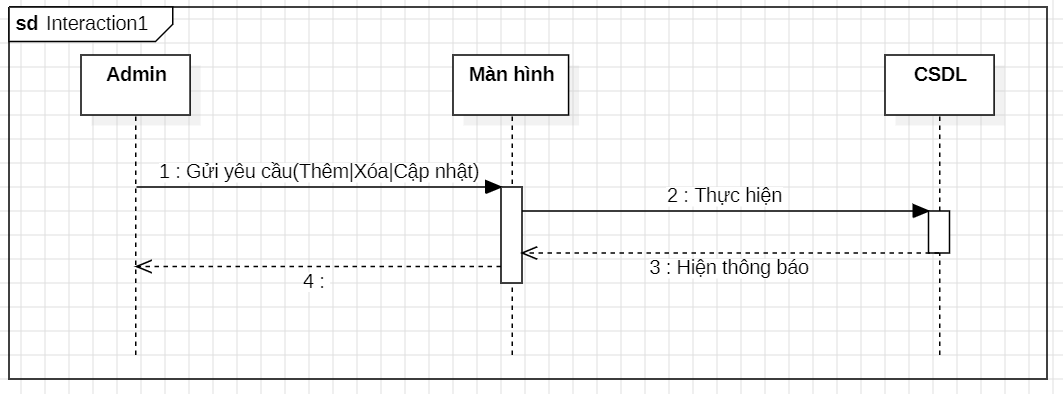 sd Interaction1
Admin
Màn hình
CSDL
1 : Gửi yêu cầu(Thêm|Xóa|Cập nhật)
2 : Thực hiện
3 : Hiện thông báo
4 :